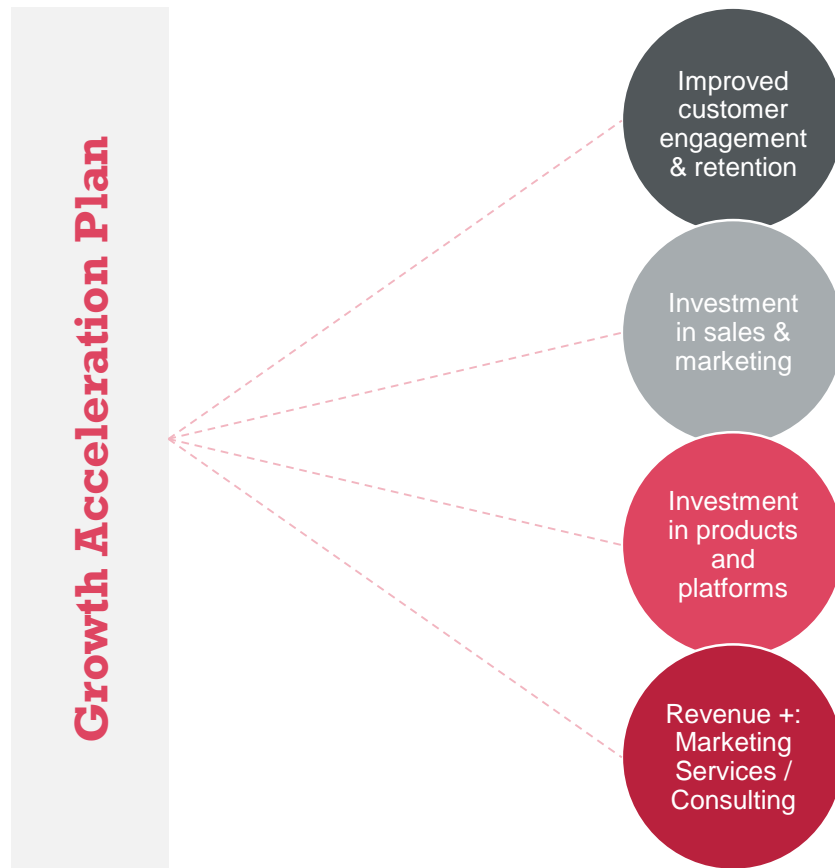 Growth Acceleration Plan
Improved
customer
engagement
& retention
Investment
in sales &
marketing
Investment
in products
and
platforms
Revenue +:
Marketing
Services /
Consulting